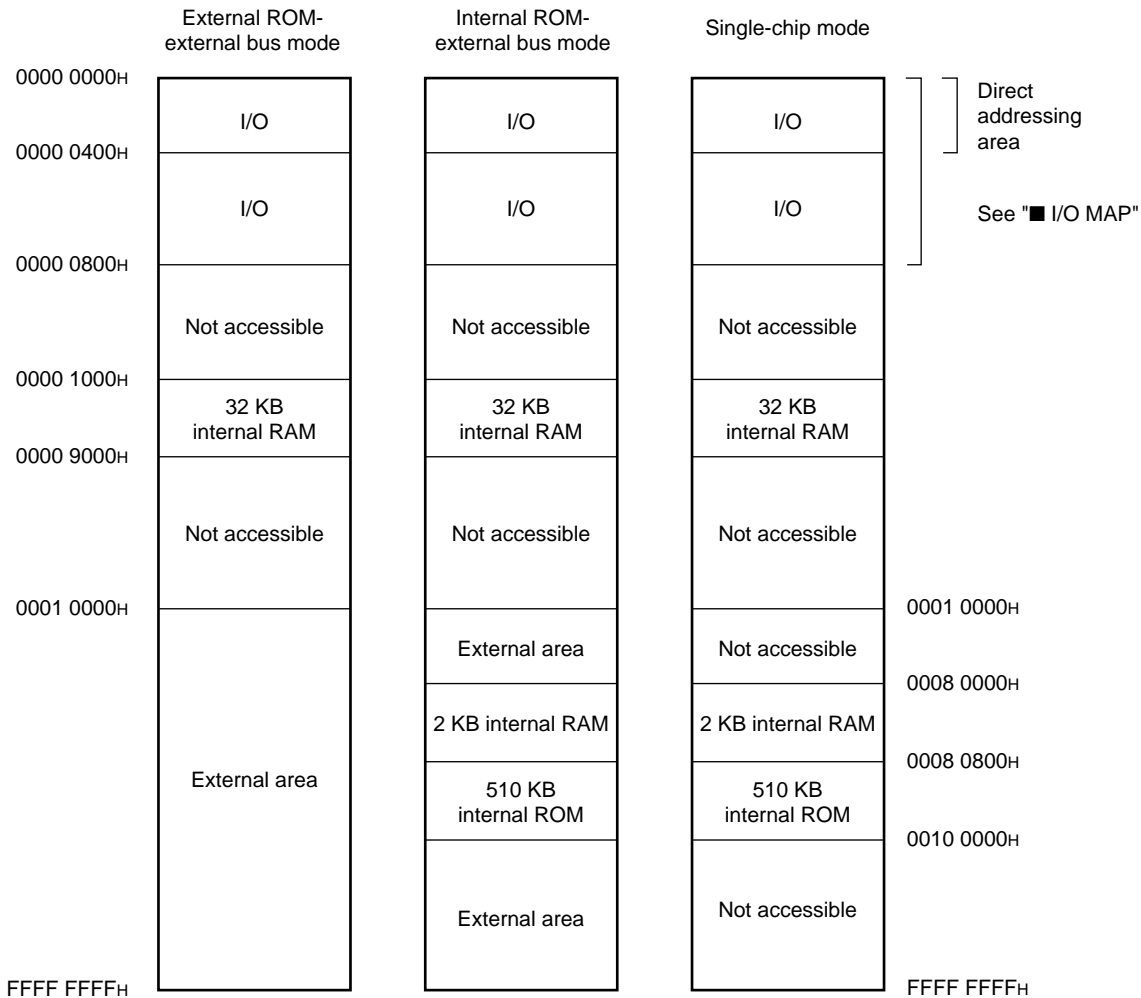 External ROM-
external bus mode
Internal ROM-
external bus mode
Single-chip mode
0000 0000H
I/O
I/O
I/O
Direct
addressing
area
0000 0400H
I/O
I/O
I/O
See "■ I/O MAP"
0000 0800H
Not accessible
Not accessible
Not accessible
0000 1000H
32 KB
internal RAM
32 KB
internal RAM
32 KB
internal RAM
0000 9000H
Not accessible
Not accessible
Not accessible
0001 0000H
0001 0000H
External area
Not accessible
0008 0000H
2 KB internal RAM
2 KB internal RAM
0008 0800H
External area
510 KB
internal ROM
510 KB
internal ROM
0010 0000H
External area
Not accessible
FFFF FFFFH
FFFF FFFFH